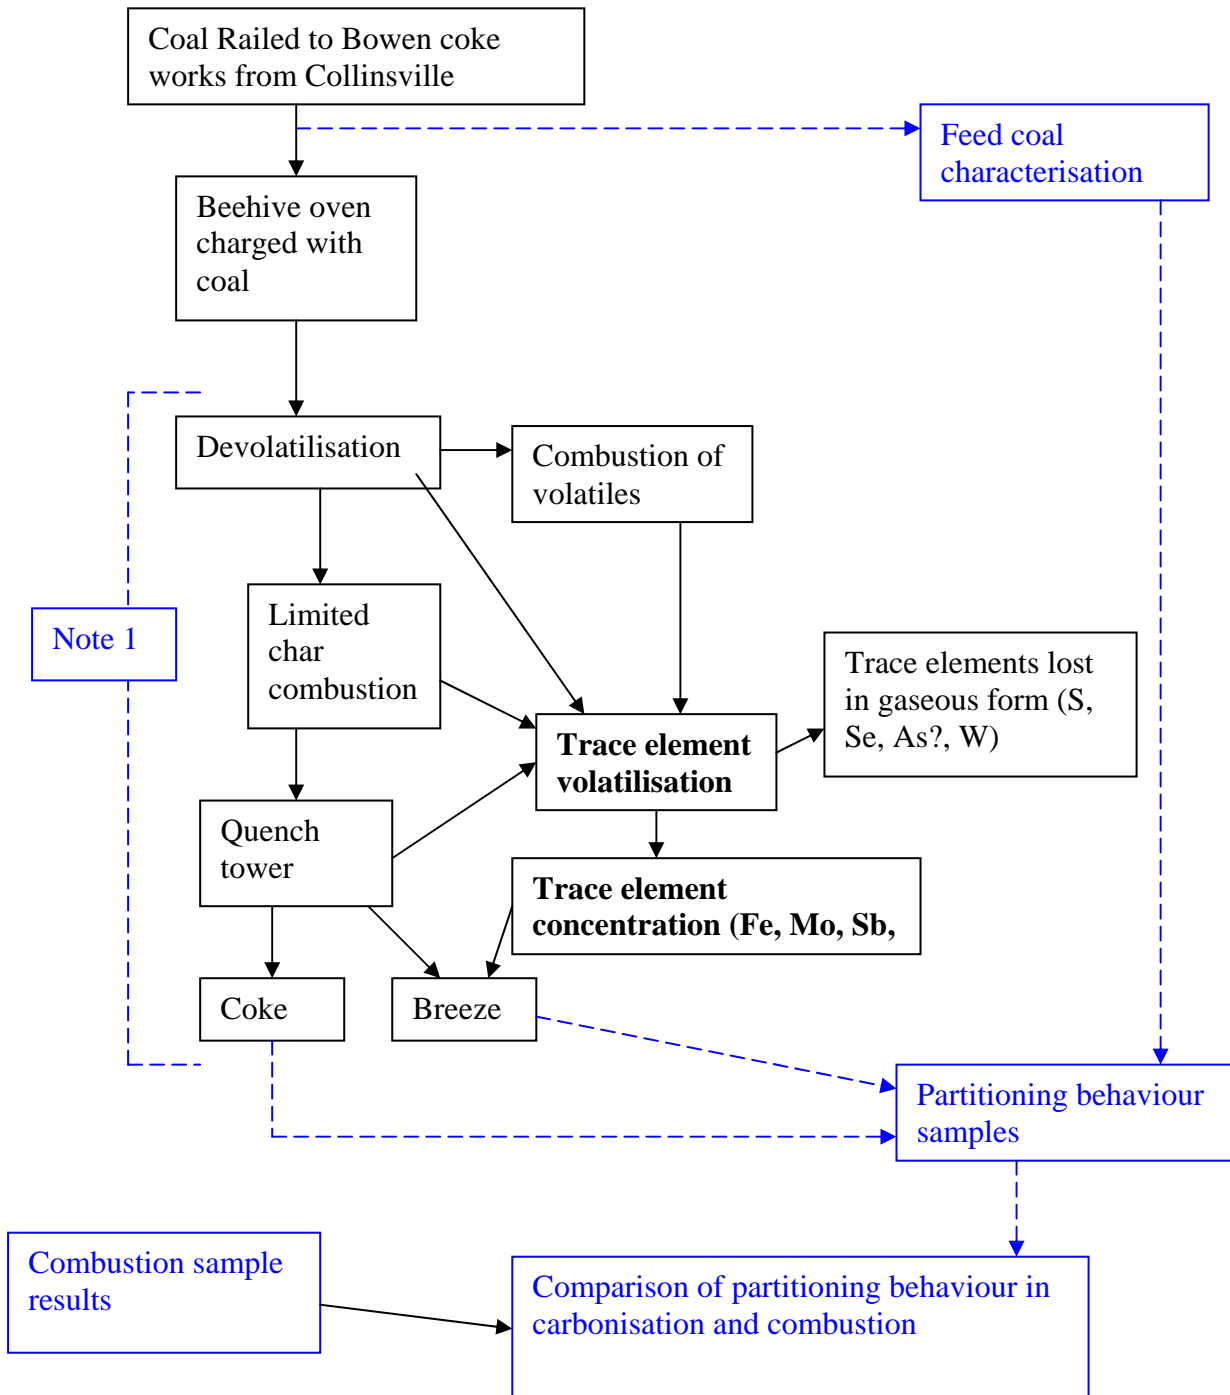 Coal Railed to Bowen coke
works from Collinsville
Feed coal
characterisation
Beehive oven
charged with
coal
Devolatilisation
Combustion of
volatiles
Limited
char
combustion
Note 1
Trace elements lost
in gaseous form (S,
Se, As?, W)
Trace element
volatilisation
Quench
tower
Trace element
concentration (Fe, Mo, Sb,
Coke
Breeze
Partitioning behaviour
samples
Combustion sample
results
Comparison of partitioning behaviour in
carbonisation and combustion